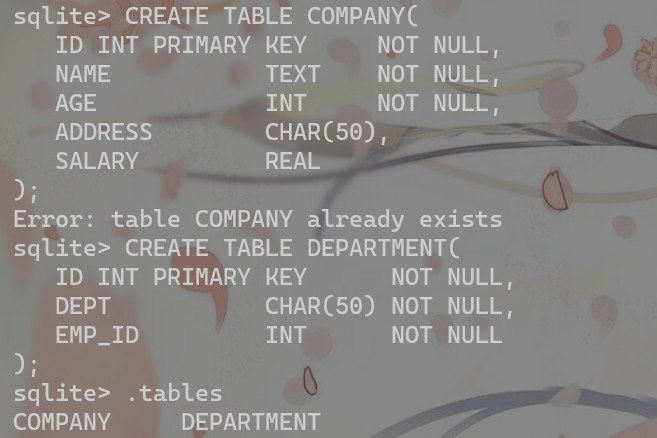 sqlite> CREATE TABLE COMPANY(
   ID INT PRIMARY KEY     NOT NULL,
   NAME           TEXT    NOT NULL,
   AGE            INT     NOT NULL,
   ADDRESS        CHAR(50),
   SALARY         REAL
);
Error: table COMPANY already exists
sqlite> CREATE TABLE DEPARTMENT(
   ID INT PRIMARY KEY      NOT NULL,
   DEPT           CHAR(50) NOT NULL,
   EMP_ID         INT      NOT NULL
);
sqlite> .tables
COMPANY     DEPARTMENT